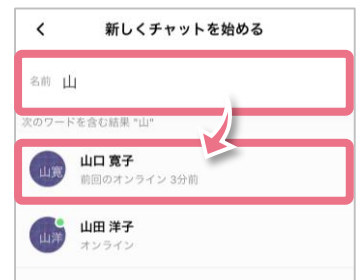 新しくチャットを始める
名前 山
次のワードを含む結果 "山"
山寛
山口 寛子
前回のオンライン 3分前
山洋
山田 洋子
オンライン